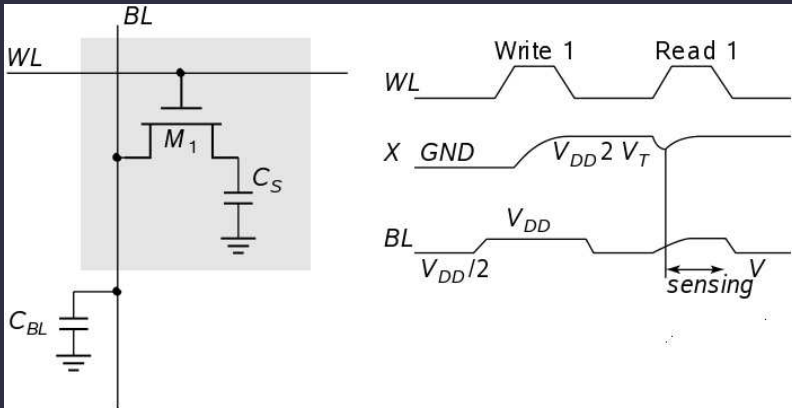 BL
WL
M1
CS
CBL
Write 1 Read 1
WL
X GND VDD 2 VT
BL VDD
VDD/2 V
sensing